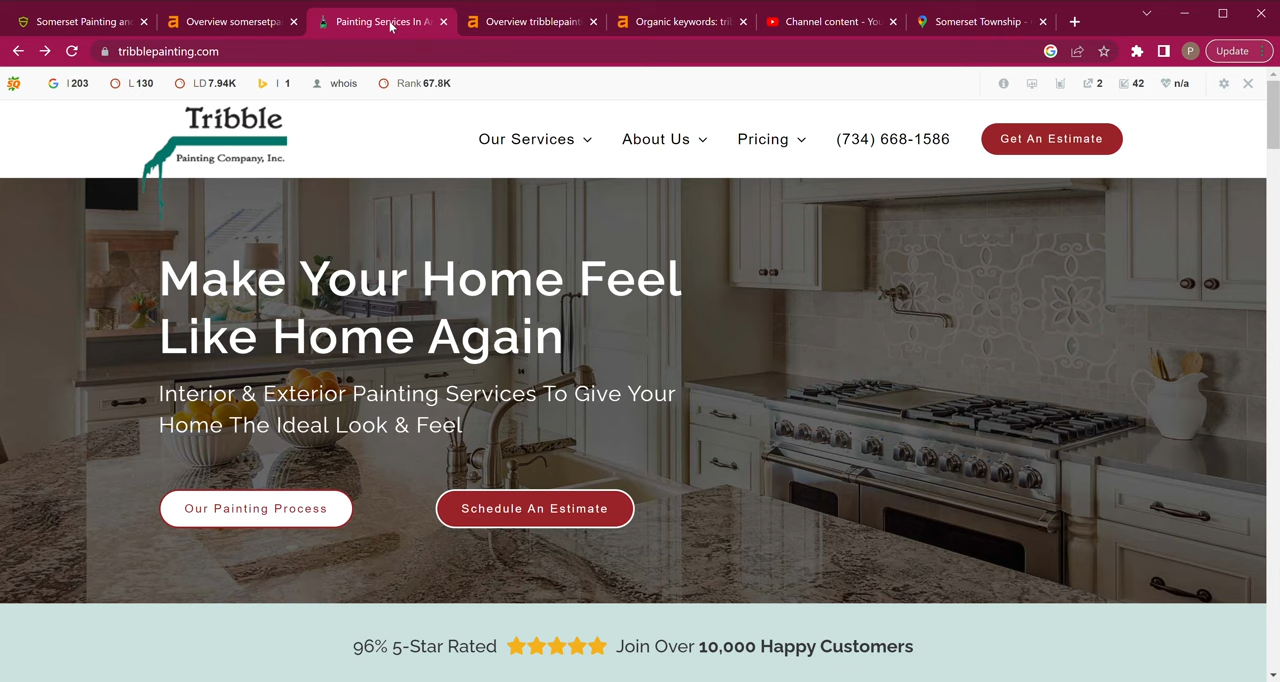 Somerset Painting and
Overview somersetpa
Painting Services In A
Overview tribblepaint
Organic keywords: tri
Channel content - You
Somerset Township -
tribblepainting.com
P
Update
SQ
I 203
L 130
LD 7.94K
I 1
whois
Rank 67.8K
2
42
n/a
Tribble
Painting Company, Inc.
Our Services
About Us
Pricing
(734) 668-1586
Get An Estimate
Make Your Home Feel
Like Home Again
Interior & Exterior Painting Services To Give Your
Home The Ideal Look & Feel
Our Painting Process
Schedule An Estimate
96% 5-Star Rated
Join Over 10,000 Happy Customers